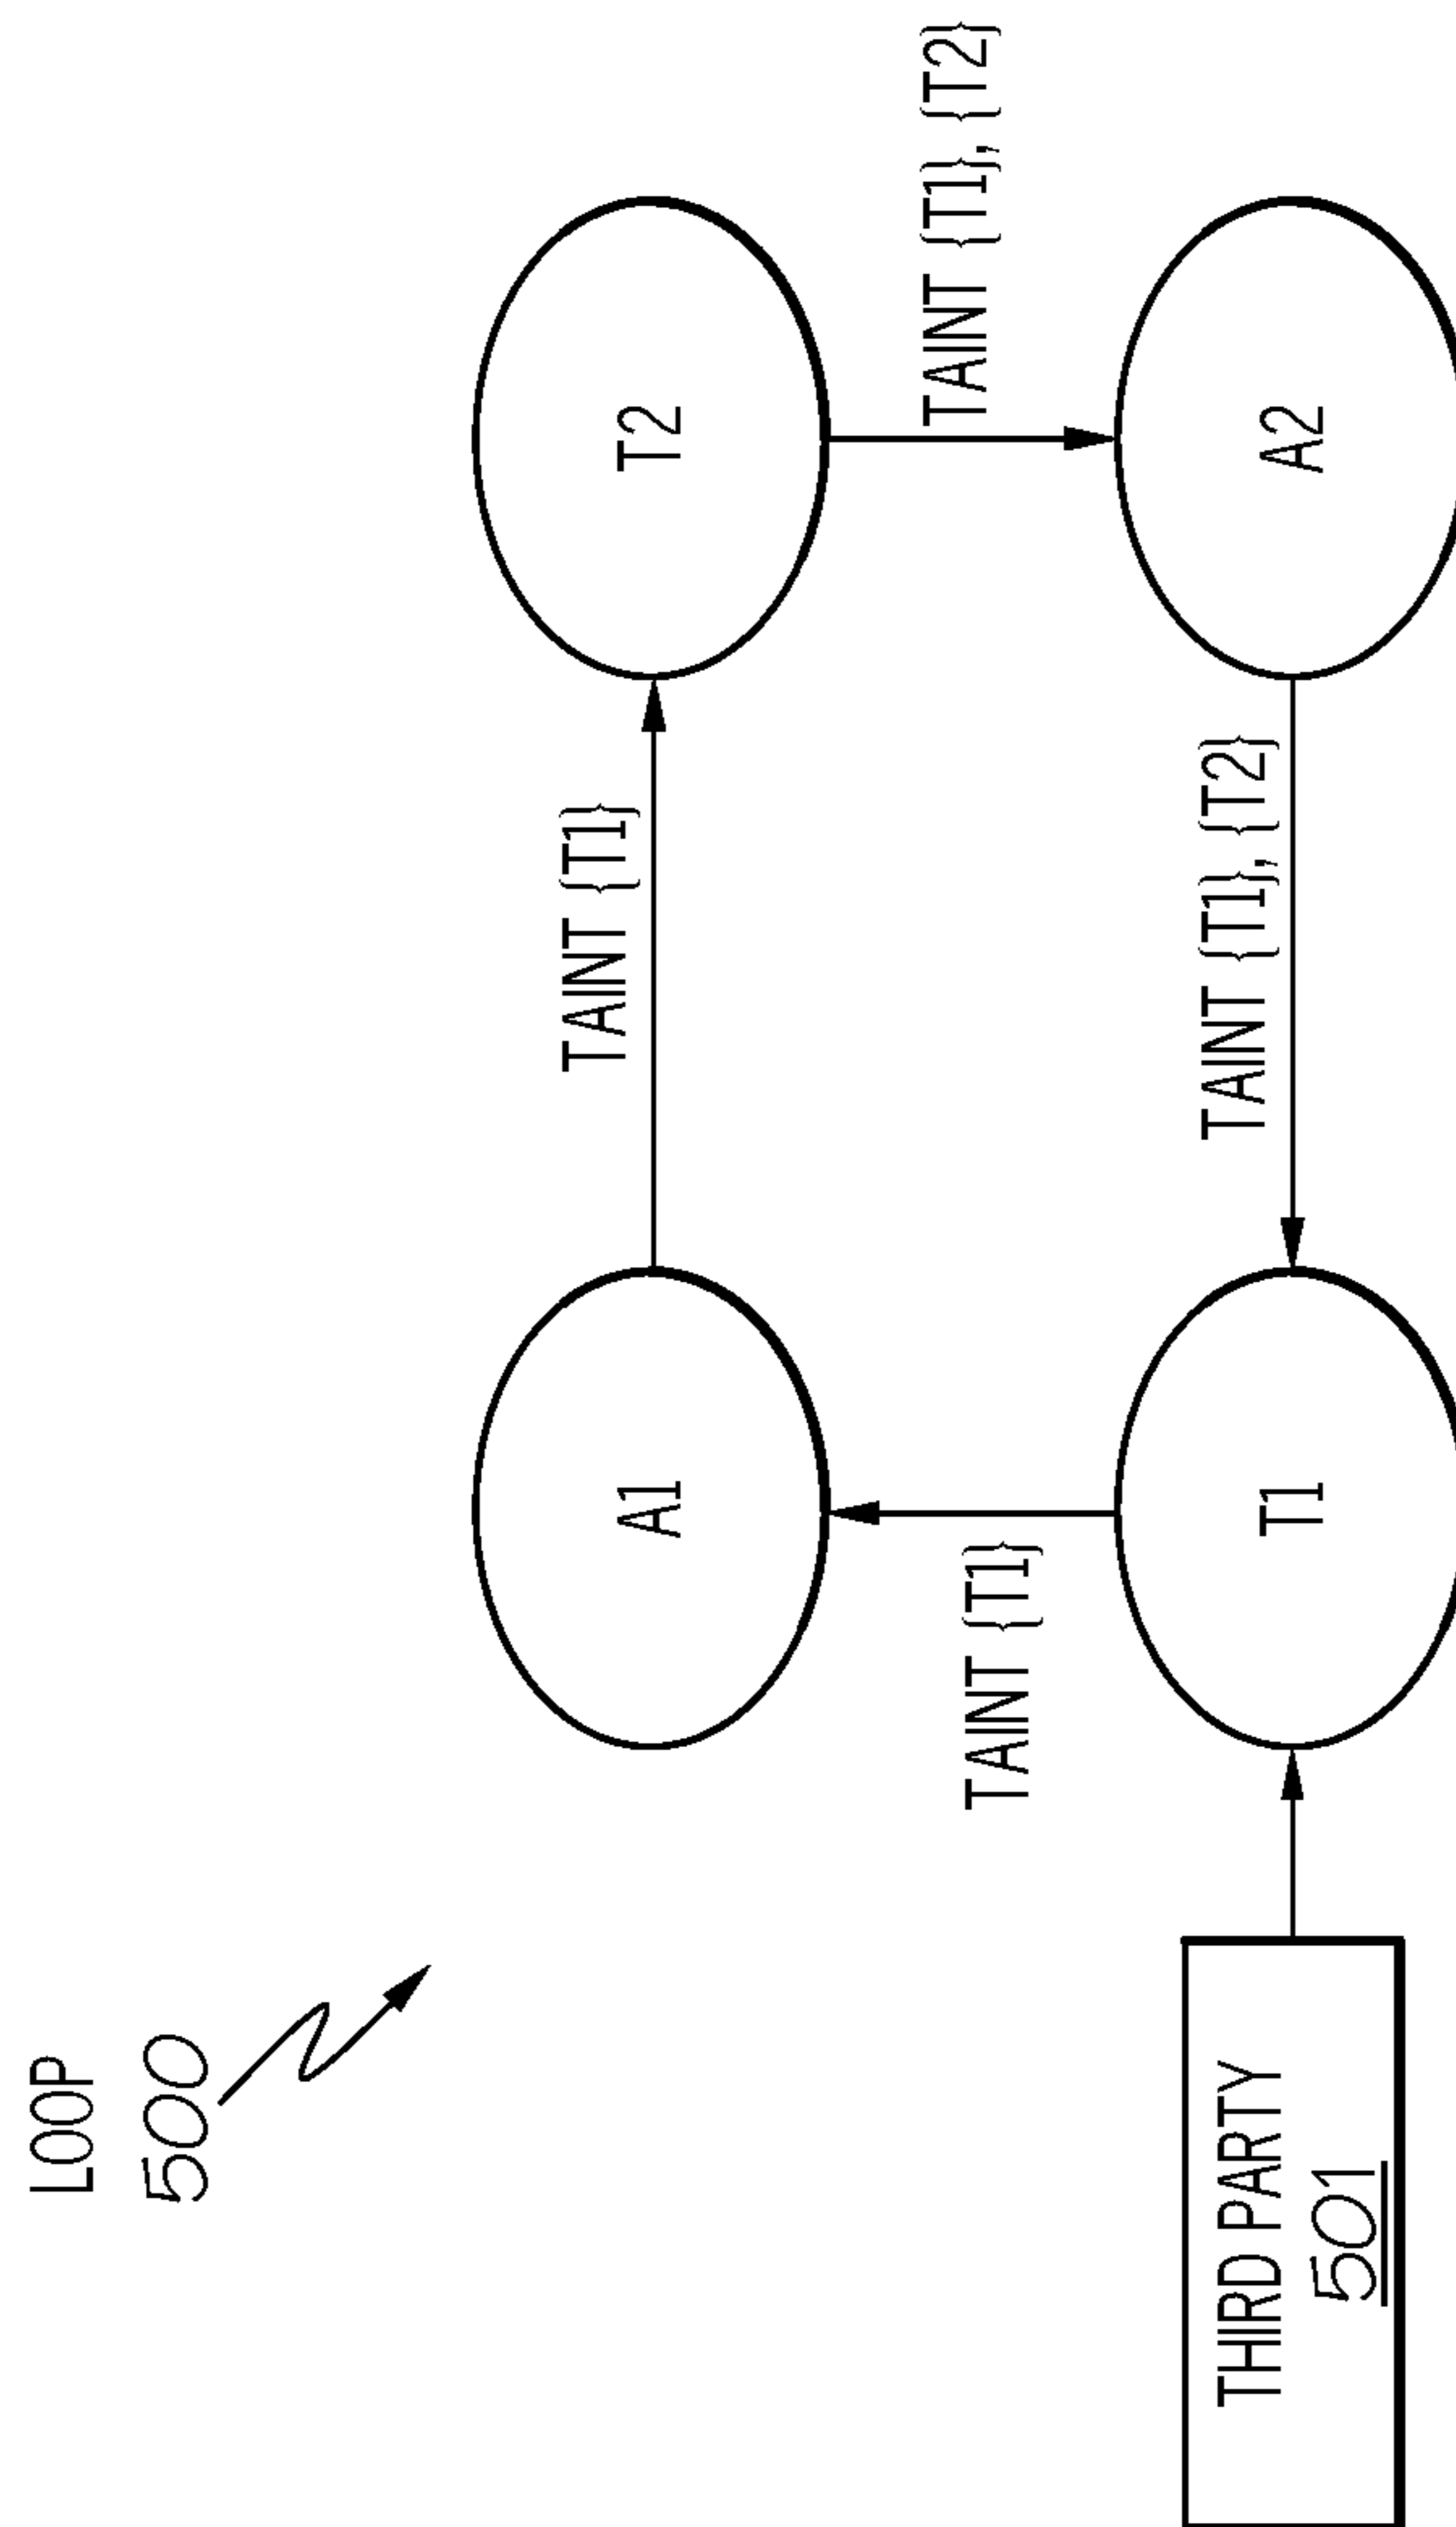 LOOP
500
A1
TAINT {T1}
T2
TAINT {T1}
TAINT {T1}, {T2}
TAINT {T1}, {T2}
THIRD PARTY
501
T1
A2